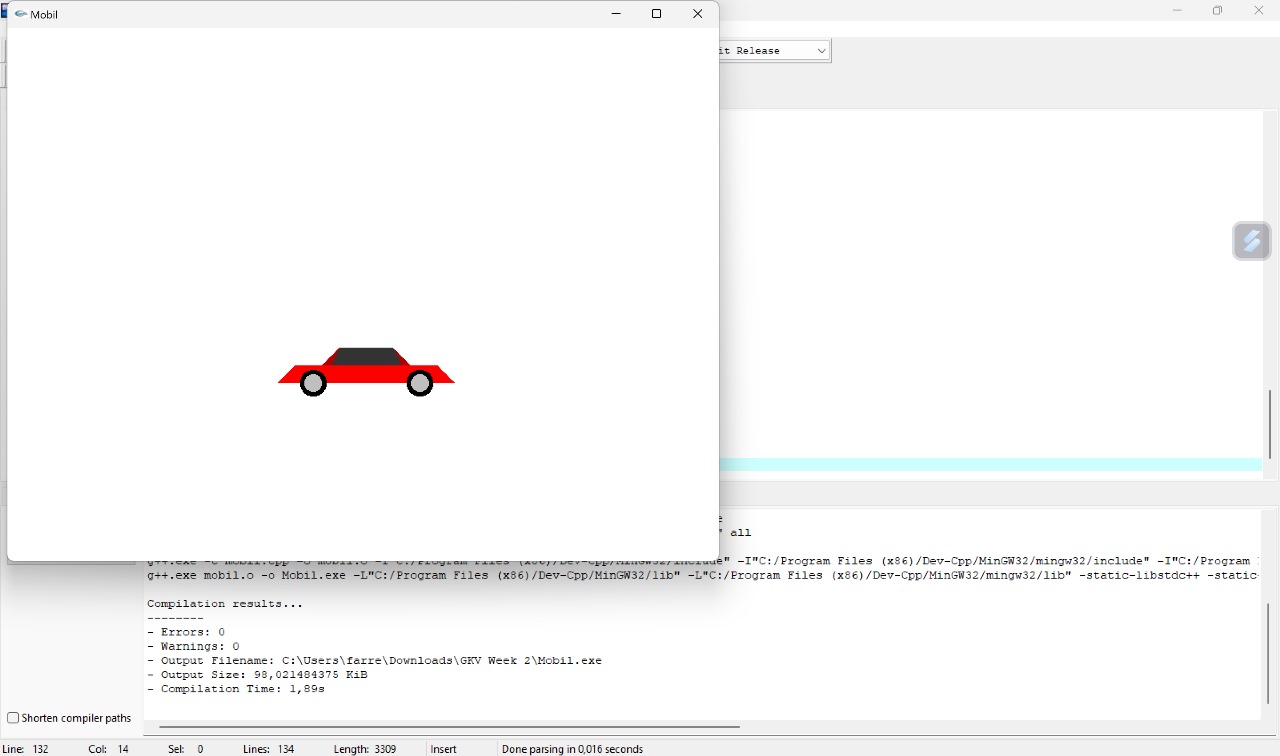 Mobil
it Release
" all
g++.exe -c mobil.cpp -o mobil.o -I"C:/Program Files (x86)/Dev-Cpp/MinGW32/include" -I"C:/Program Files (x86)/Dev-Cpp/MinGW32/mingw32/include" -I"C:/Program
g++.exe mobil.o -o Mobil.exe -L"C:/Program Files (x86)/Dev-Cpp/MinGW32/lib" -L"C:/Program Files (x86)/Dev-Cpp/MinGW32/mingw32/lib" -static-libstdc++ -static-
Compilation results...
--------
- Errors: 0
- Warnings: 0
- Output Filename: C:\Users\farre\Downloads\GKV Week 2\Mobil.exe
- Output Size: 98,021484375 KiB
- Compilation Time: 1,89s
Shorten compiler paths
Line: 132 Col: 14 Sel: 0 Lines: 134 Length: 3309 Insert Done parsing in 0,016 seconds